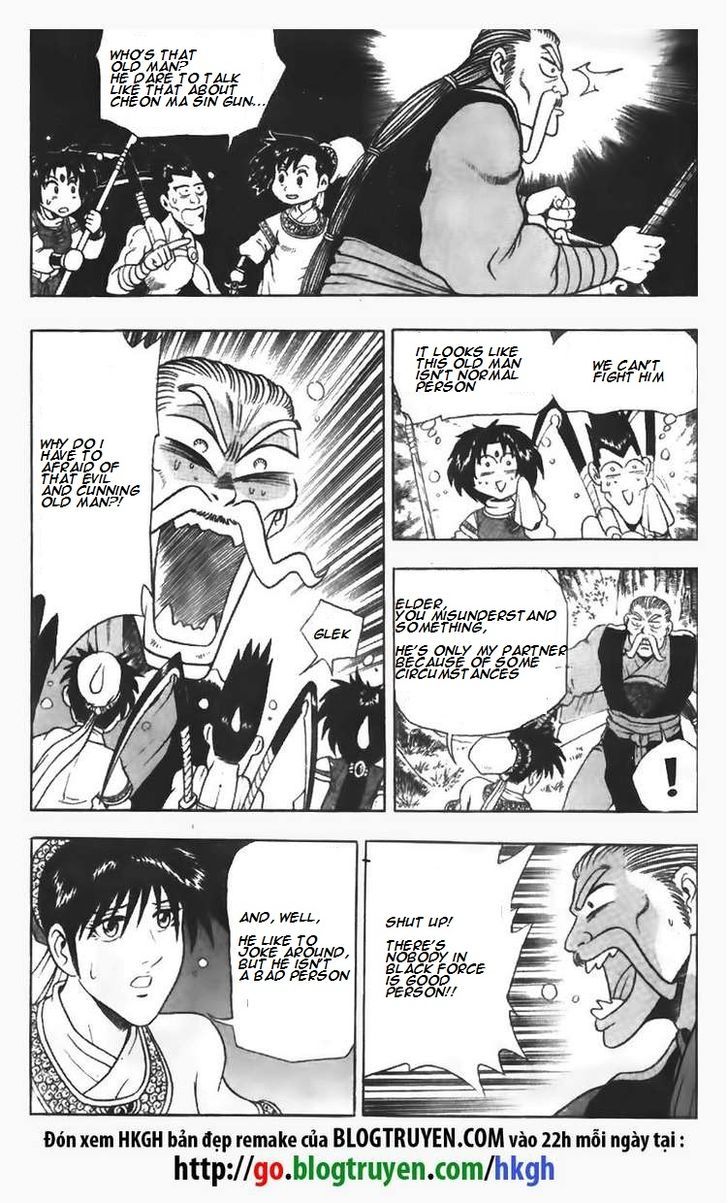 WHO'S THAT
OLD MAN?
HE DARE TO TALK
LIKE THAT ABOUT
CHEON MA SIN GUN...
WHY DO I
HAVE TO
AFRAID OF
THAT EVIL
AND CUNNING
OLD MAN?!
GLEK
IT LOOKS LIKE
THIS OLD MAN
ISN'T NORMAL
PERSON
WE CAN'T
FIGHT HIM
ELDER,
YOU MISUNDERSTAND
SOMETHING,
HE'S ONLY MY PARTNER
BECAUSE OF SOME
CIRCUMSTANCES
!
AND, WELL,
HE LIKE TO
JOKE AROUND,
BUT HE ISN'T
A BAD PERSON
SHUT UP!
THERE'S
NOBODY IN
BLACK FORCE
IS GOOD
PERSON!!
Đón xem HKGH bản đẹp remake của BLOGTRUYEN.COM vào 22h mỗi ngày tại :
http://go.blogtruyen.com/hkgh